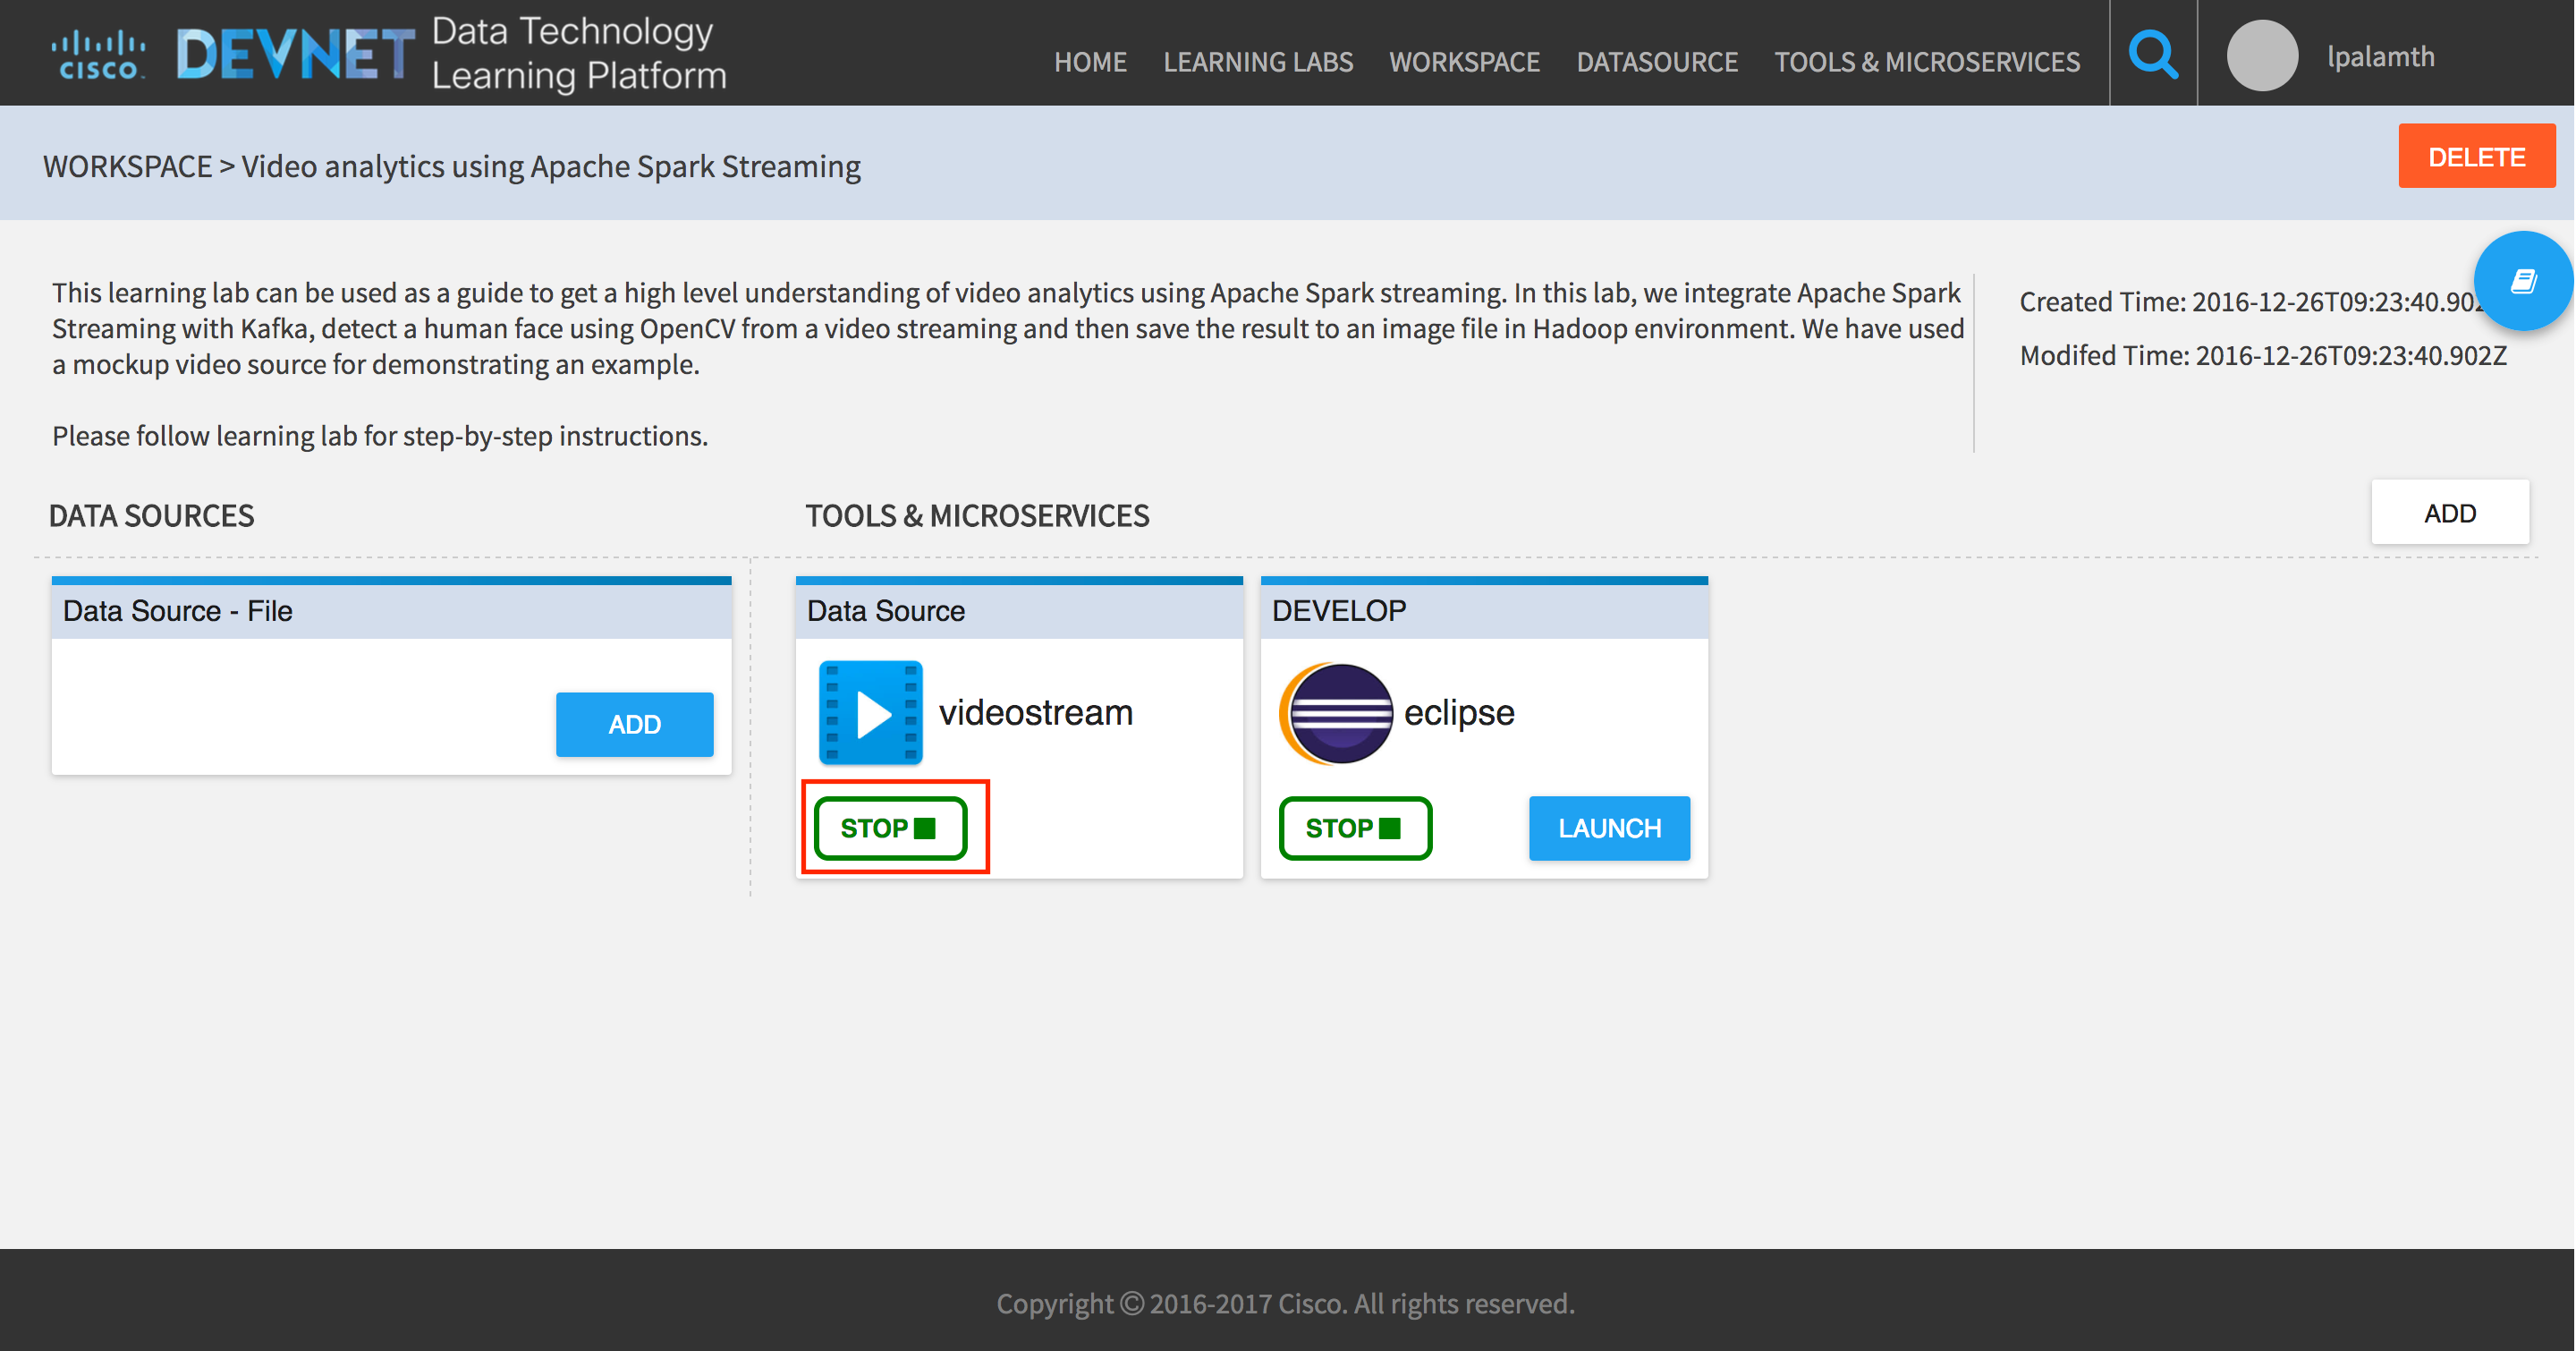 CISCO DEVNET Data Technology
Learning Platform
HOME LEARNING LABS WORKSPACE DATASOURCE TOOLS & MICROSERVICES lpalamth
WORKSPACE > Video analytics using Apache Spark Streaming
DELETE
This learning lab can be used as a guide to get a high level understanding of video analytics using Apache Spark streaming. In this lab, we integrate Apache Spark
Streaming with Kafka, detect a human face using OpenCV from a video streaming and then save the result to an image file in Hadoop environment. We have used
a mockup video source for demonstrating an example.
Please follow learning lab for step-by-step instructions.
Created Time: 2016-12-26T09:23:40.902
Modifed Time: 2016-12-26T09:23:40.902Z
DATA SOURCES
TOOLS & MICROSERVICES
ADD
Data Source - File
ADD
Data Source
videostream
STOP
DEVELOP
eclipse
STOP
LAUNCH
Copyright © 2016-2017 Cisco. All rights reserved.